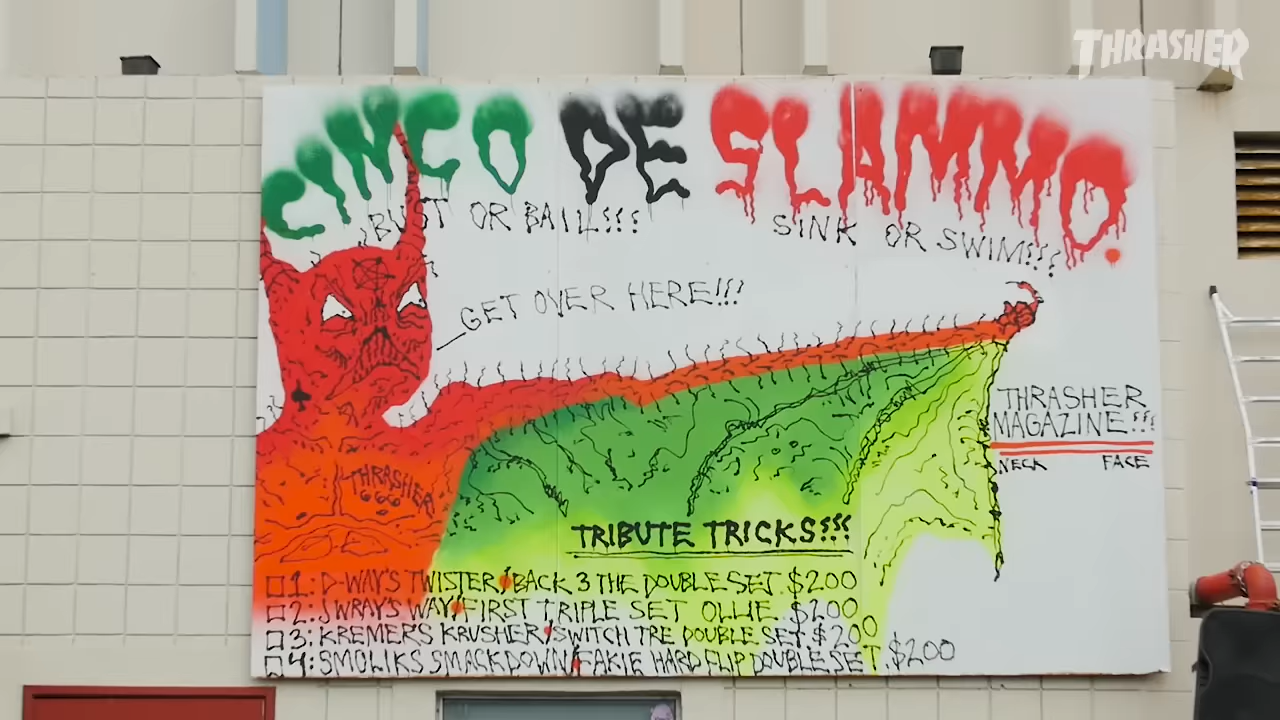 THRASHER
CINCO DE SLAMMO.
BUST OR BAIL!!!
SINK OR SWIM!!!
GET OVER HERE!!!
THRASHER
MAGAZINE!!!
NECK FACE
THRASHER
666
TRIBUTE TRICKS!!!
1: D-WAY'S TWISTER/BACK 3 THE DOUBLE SET. $200
2: JWRAY'S WAY/FIRST TRIPLE SET OLLIE. $200
3: KREMER'S KRUSHER/SWITCH TRE DOUBLE SET $200
4: SMOLIKS SMACKDOWN/FAKIE HARD FLIP DOUBLE SET. $200